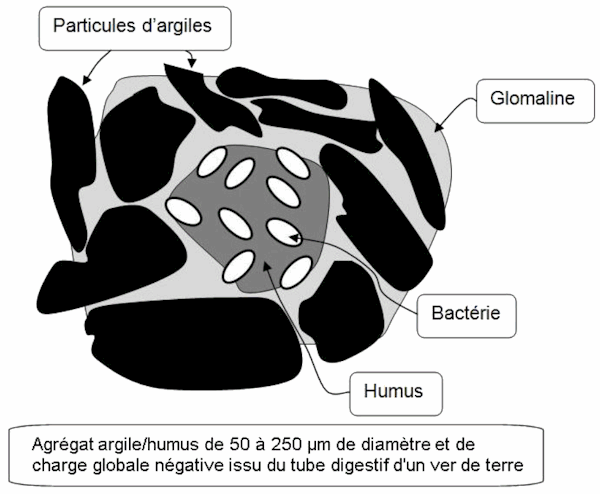 Particules d'argiles
Glomaline
Bactérie
Humus
Agrégat argile/humus de 50 à 250 µm de diamètre et de
charge globale négative issu du tube digestif d'un ver de terre